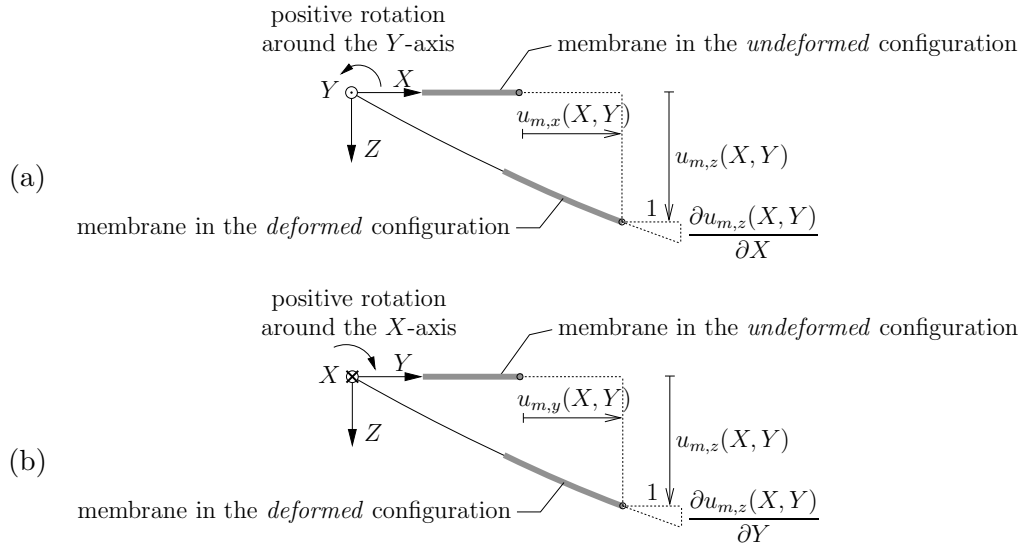 positive rotation
around the Y-axis
membrane in the undeformed configuration
Y
X
u_{m,x}(X, Y)
Z
u_{m,z}(X, Y)
(a)
1
membrane in the deformed configuration
∂u_{m,z}(X, Y)
∂X
positive rotation
around the X-axis
membrane in the undeformed configuration
X
Y
u_{m,y}(X, Y)
Z
u_{m,z}(X, Y)
(b)
1
membrane in the deformed configuration
∂u_{m,z}(X, Y)
∂Y